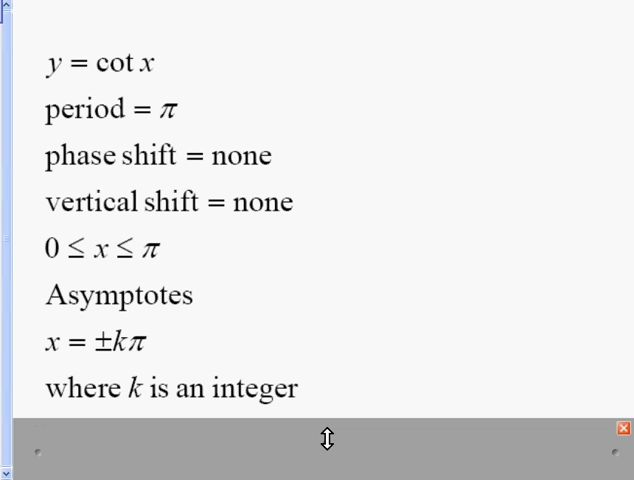 y = cot x
period = π
phase shift = none
vertical shift = none
0 ≤ x ≤ π
Asymptotes
x = ±kπ
where k is an integer